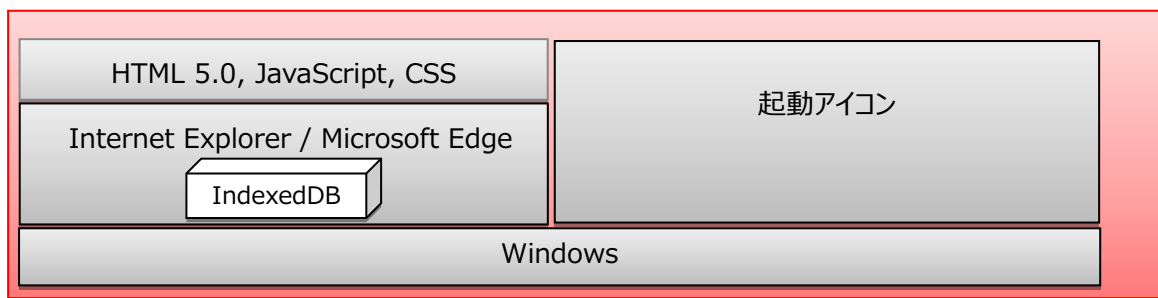 HTML 5.0, JavaScript, CSS
起動アイコン
Internet Explorer / Microsoft Edge
IndexedDB
Windows